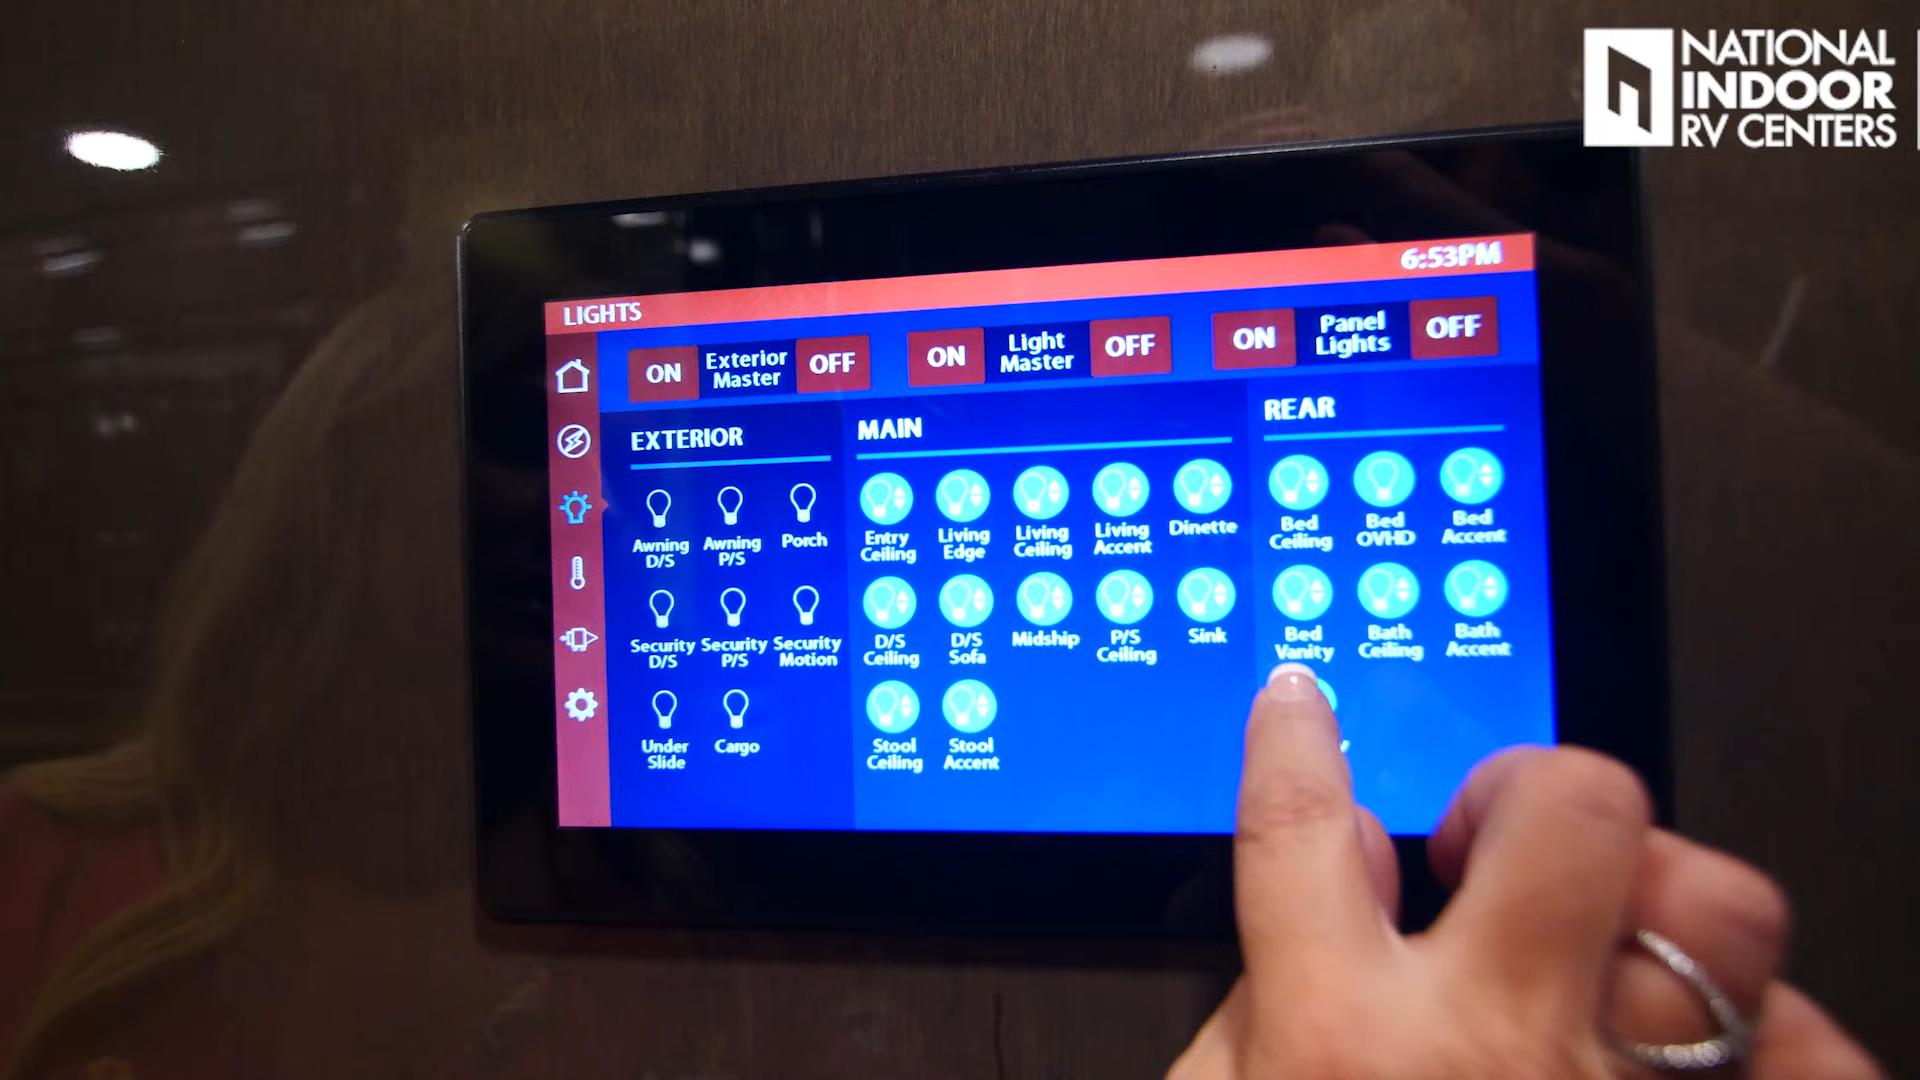 NATIONAL
INDOOR
RV CENTERS
6:53PM
LIGHTS
ON Exterior Master OFF
ON Light Master OFF
ON Panel Lights OFF
EXTERIOR
Awning D/S
Awning P/S
Porch
Security D/S
Security P/S
Security Motion
Under Slide
Cargo
MAIN
Entry Ceiling
Living Edge
Living Ceiling
Living Accent
Dinette
D/S Ceiling
D/S Sofa
Midship
P/S Ceiling
Sink
Stool Ceiling
Stool Accent
REAR
Bed Ceiling
Bed OVHD
Bed Accent
Bed Vanity
Bath Ceiling
Bath Accent